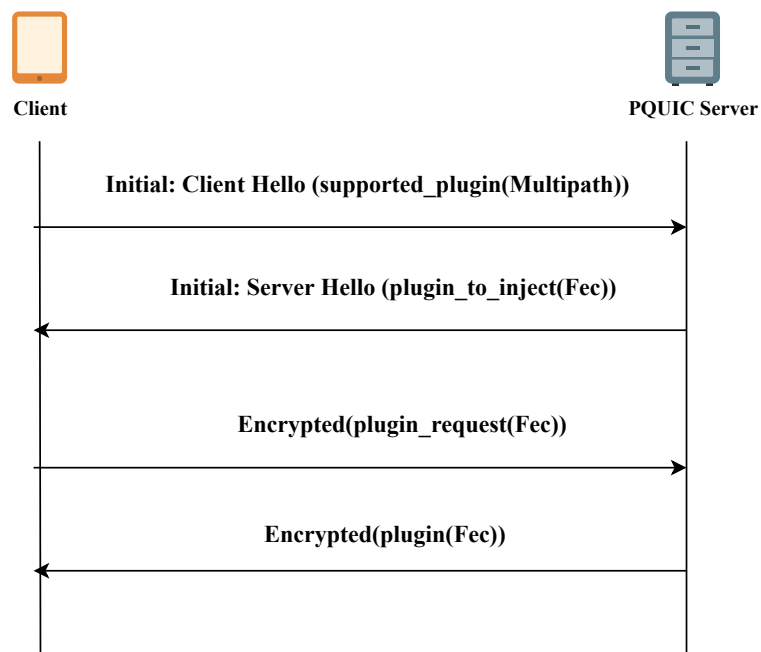 Client
PQUIC Server
Initial: Client Hello (supported_plugin(Multipath))
Initial: Server Hello (plugin_to_inject(Fec))
Encrypted(plugin_request(Fec))
Encrypted(plugin(Fec))